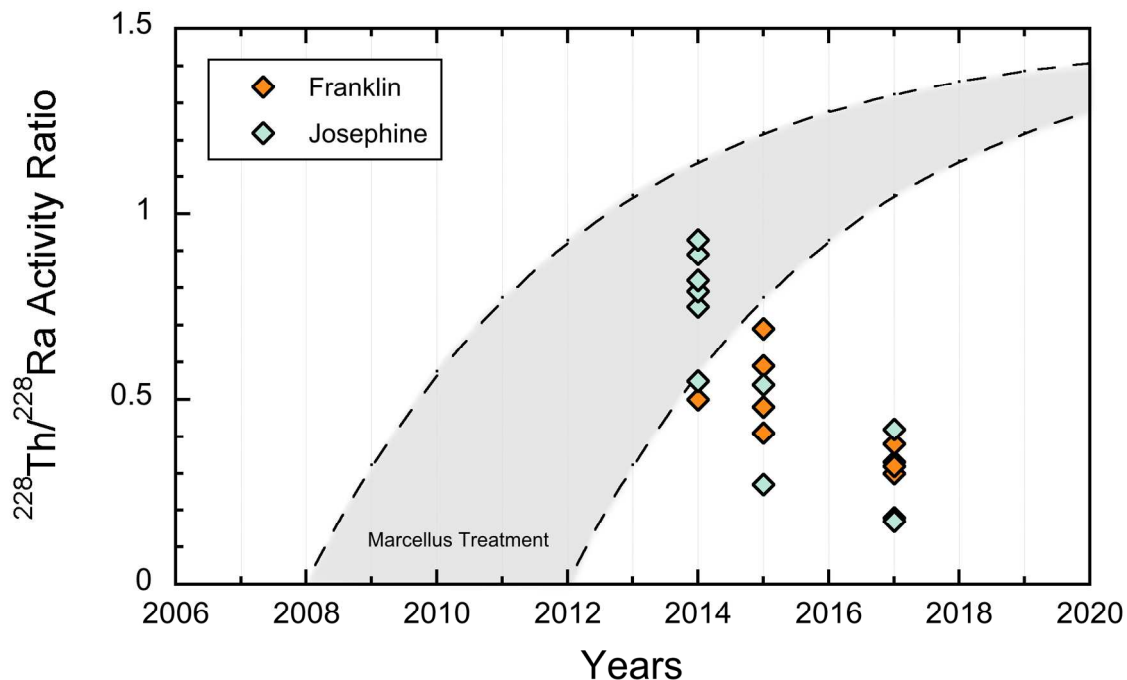 1.5
1
0.5
0
²²⁸Th/²²⁸Ra Activity Ratio
Franklin
Josephine
Marcellus Treatment
2006 2008 2010 2012 2014 2016 2018 2020
Years